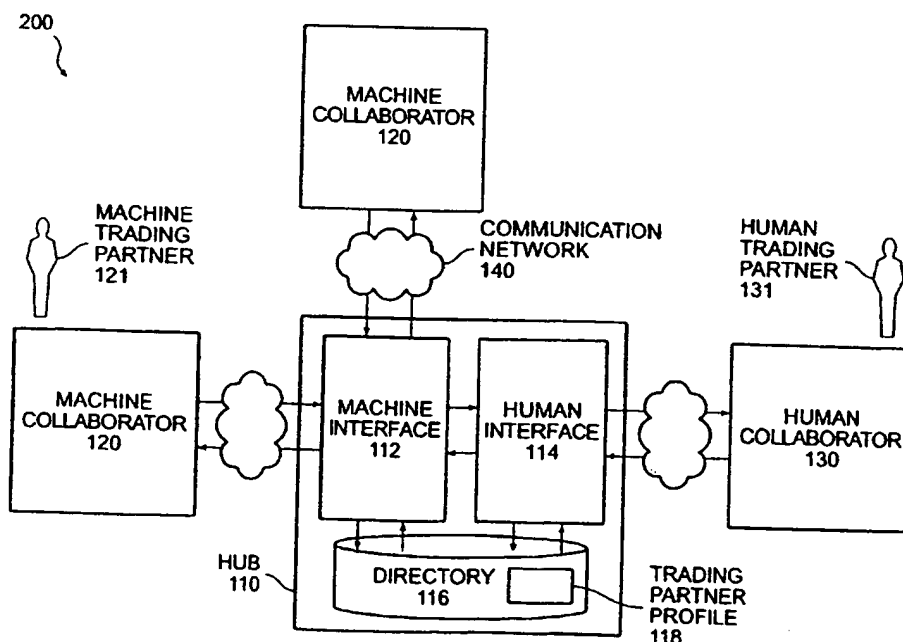 200
MACHINE
COLLABORATOR
120
MACHINE
TRADING
PARTNER
121
COMMUNICATION
NETWORK
140
HUMAN
TRADING
PARTNER
131
MACHINE
COLLABORATOR
120
MACHINE
INTERFACE
112
HUMAN
INTERFACE
114
HUMAN
COLLABORATOR
130
HUB
110
DIRECTORY
116
TRADING
PARTNER
PROFILE
118